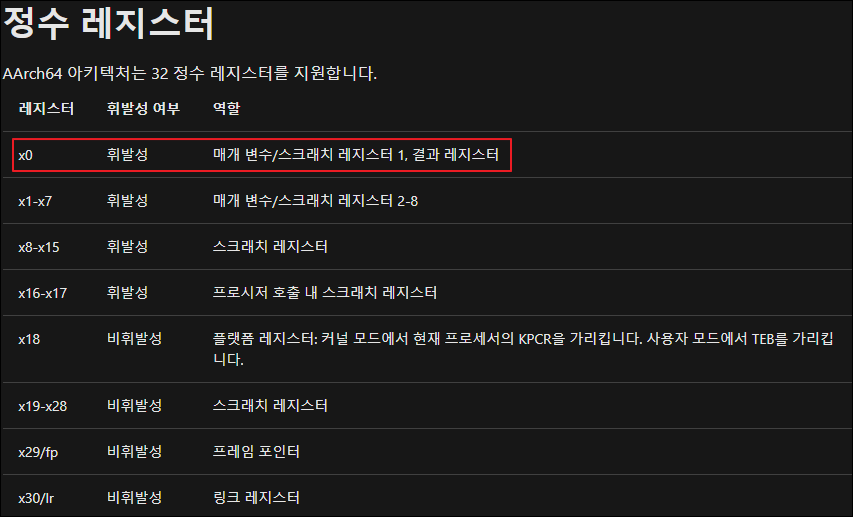 정수 레지스터
AArch64 아키텍처는 32 정수 레지스터를 지원합니다.
레지스터 휘발성 여부 역할
x0 휘발성 매개 변수/스크래치 레지스터 1, 결과 레지스터
x1-x7 휘발성 매개 변수/스크래치 레지스터 2-8
x8-x15 휘발성 스크래치 레지스터
x16-x17 휘발성 프로시저 호출 내 스크래치 레지스터
x18 비휘발성 플랫폼 레지스터: 커널 모드에서 현재 프로세서의 KPCR을 가리킵니다. 사용자 모드에서 TEB를 가리킵
니다.
x19-x28 비휘발성 스크래치 레지스터
x29/fp 비휘발성 프레임 포인터
x30/lr 비휘발성 링크 레지스터